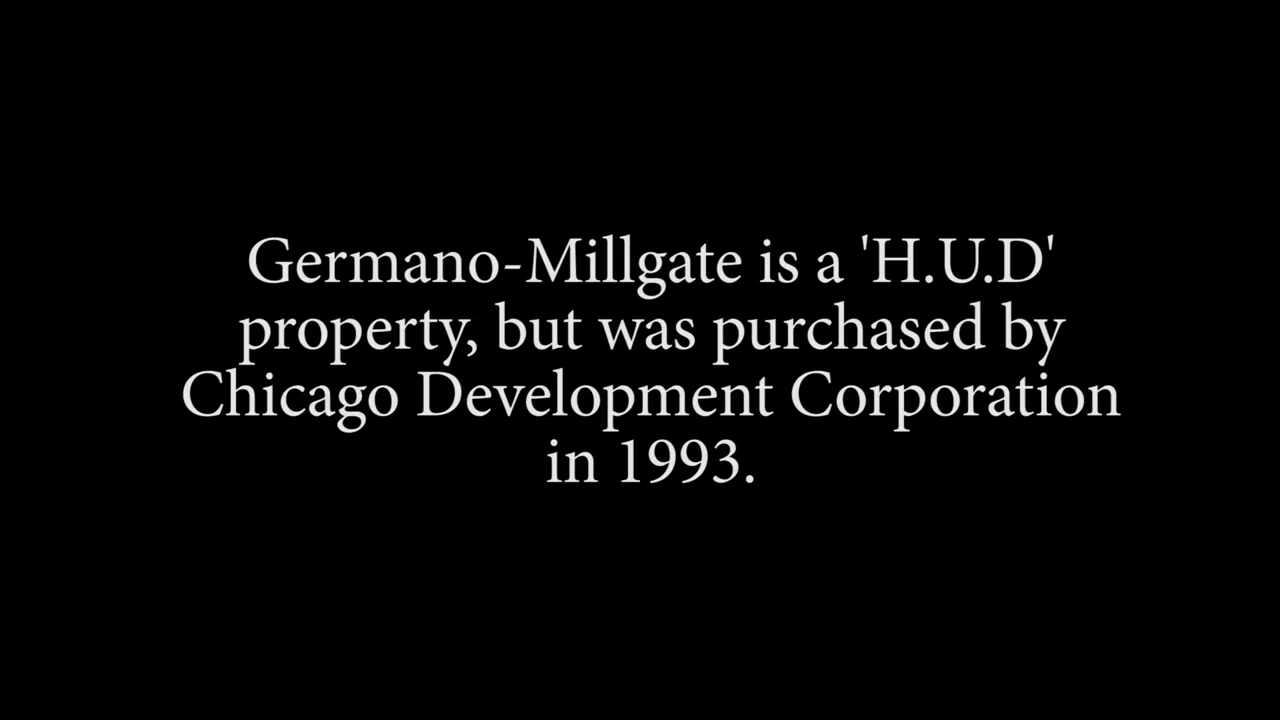 Germano-Millgate is a 'H.U.D'
property, but was purchased by
Chicago Development Corporation
in 1993.